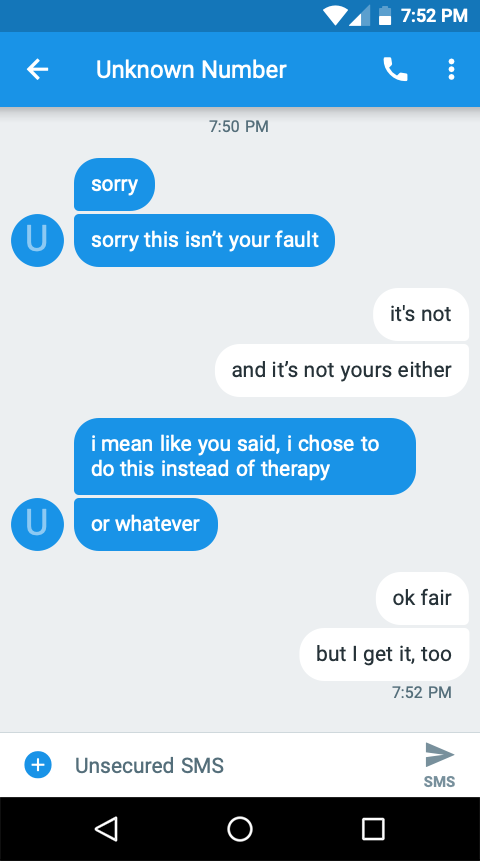 7:52 PM
Unknown Number
7:50 PM
sorry
U
sorry this isn’t your fault
it's not
and it’s not yours either
i mean like you said, i chose to
do this instead of therapy
U
or whatever
ok fair
but I get it, too
7:52 PM
Unsecured SMS
SMS